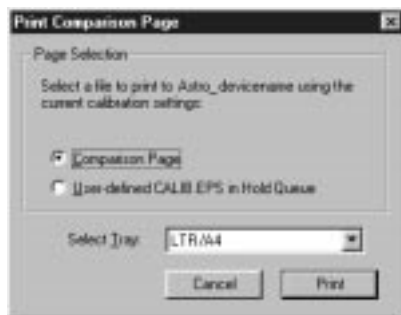 Print Comparison Page
Page Selection
Select a file to print to Astro_devicename using the
current calibration settings:
Comparison Page
User-defined CALIB.EPS in Hold Queue
Select Tray:
LTR/A4
Cancel
Print